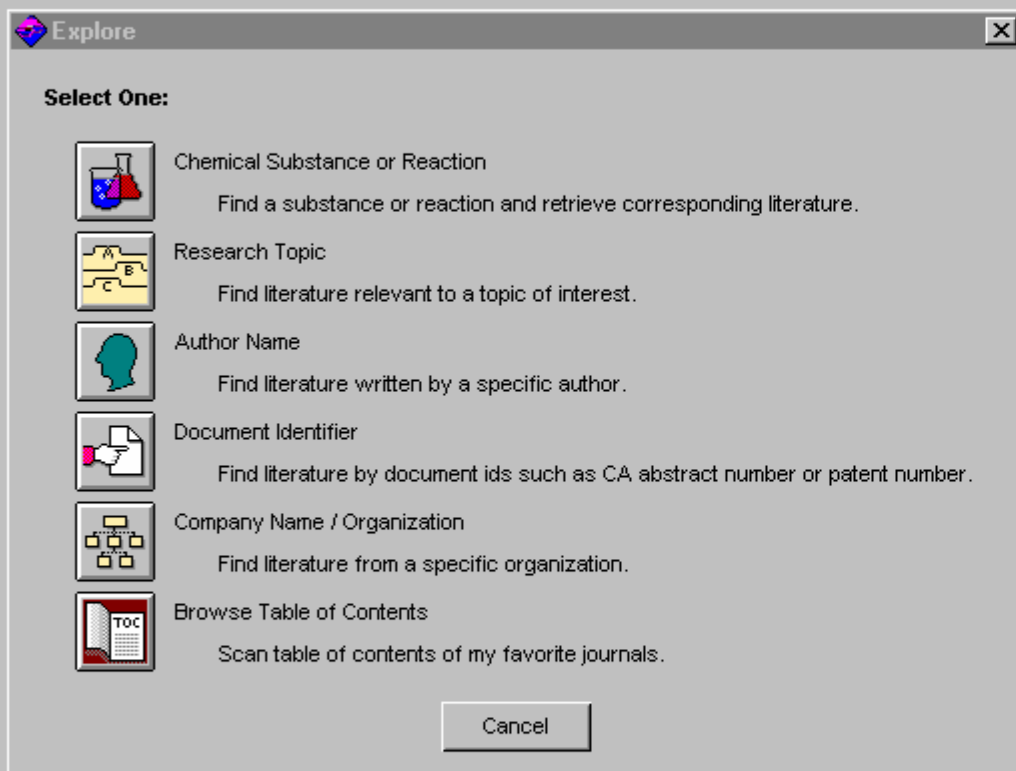 Explore
Select One:
Chemical Substance or Reaction
Find a substance or reaction and retrieve corresponding literature.
A
B
C
Research Topic
Find literature relevant to a topic of interest.
Author Name
Find literature written by a specific author.
Document Identifier
Find literature by document ids such as CA abstract number or patent number.
Company Name / Organization
Find literature from a specific organization.
TOC
Browse Table of Contents
Scan table of contents of my favorite journals.
Cancel